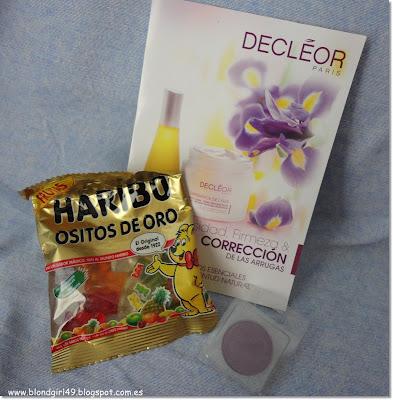 DECLÉOR
PARIS
DECLÉOR
Firmeza &
CORRECCIÓN
DE LAS ARRUGAS
ESENCIALES
HARIBO
OSITOS DE ORO
El Original
desde 1922
www.blondgirl49.blogspot.com.es